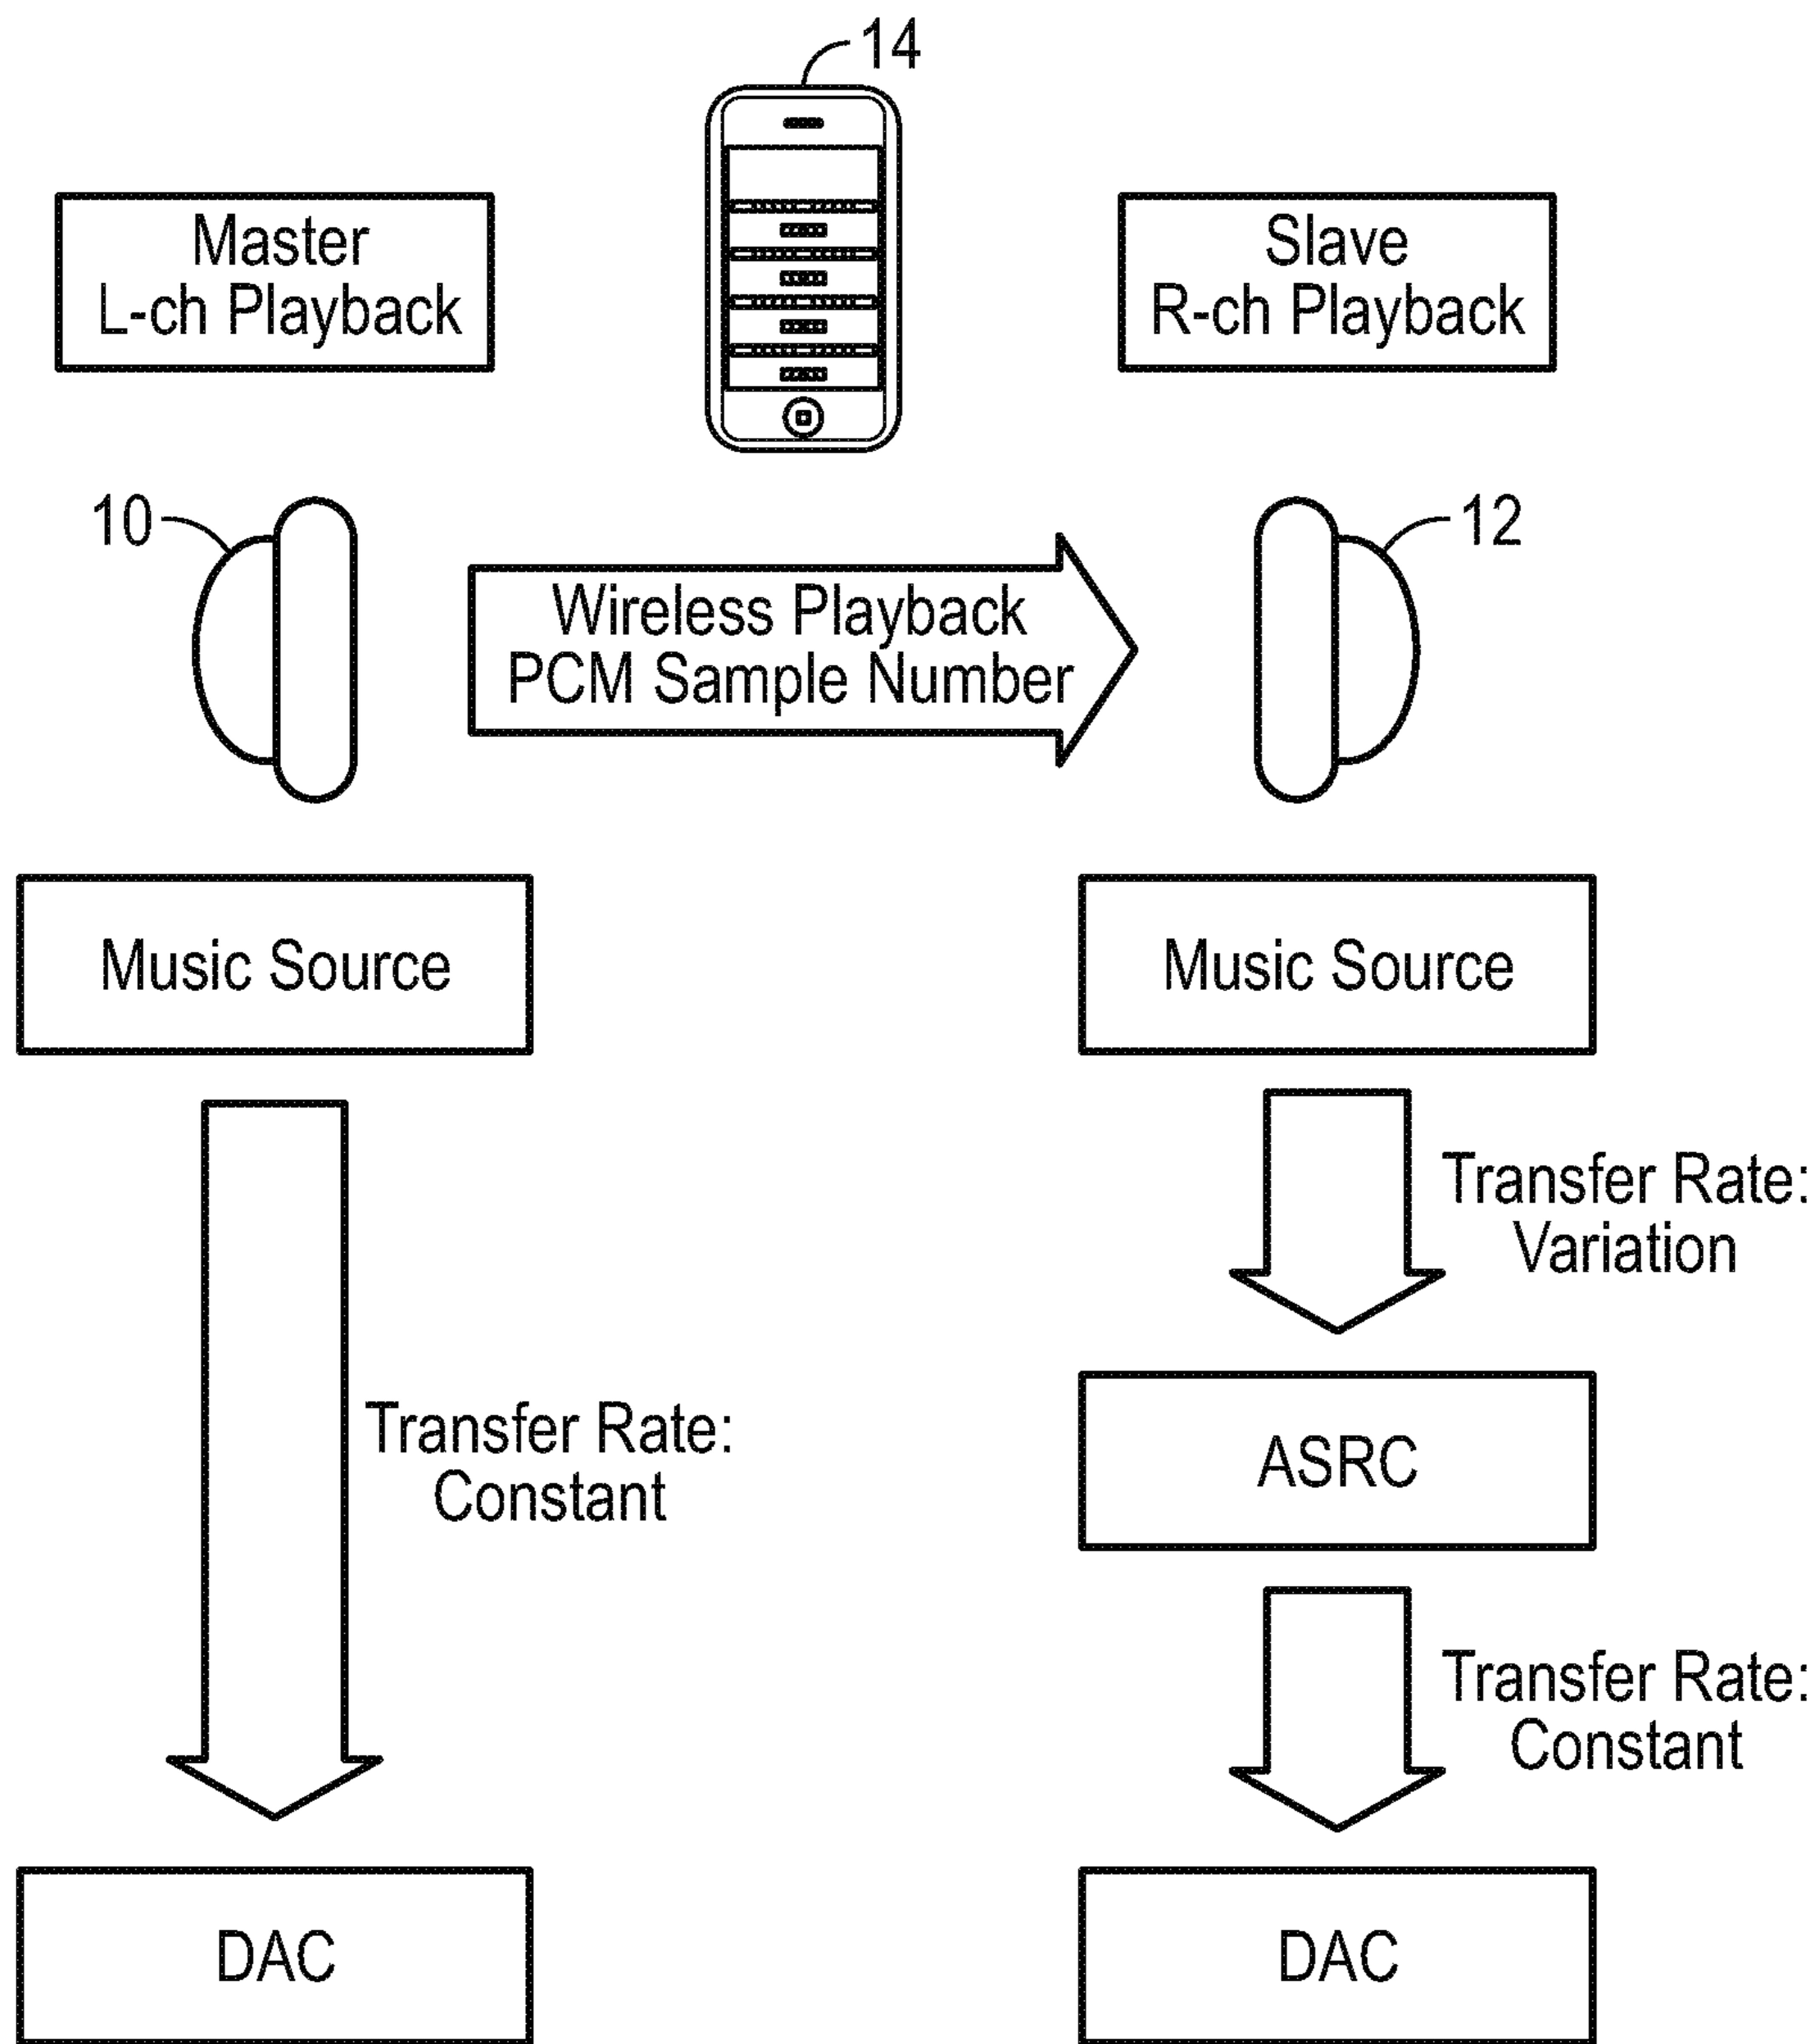 14
Master
L-ch Playback
Slave
R-ch Playback
10
Wireless Playback
PCM Sample Number
12
Music Source
Music Source
Transfer Rate:
Variation
Transfer Rate:
Constant
ASRC
Transfer Rate:
Constant
DAC
DAC